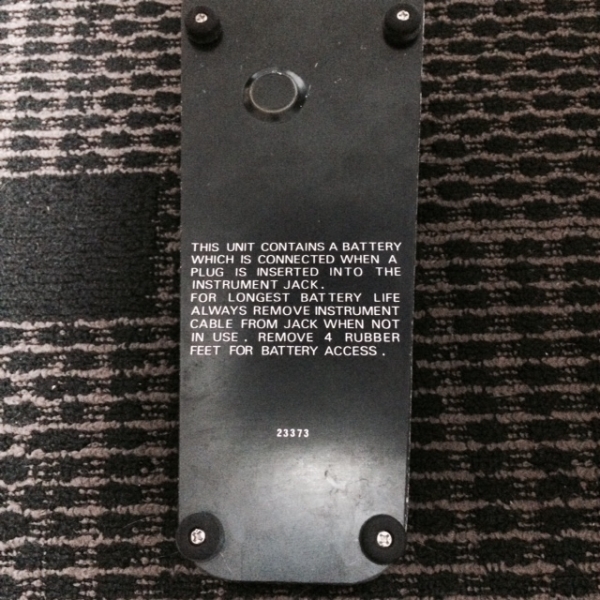 THIS UNIT CONTAINS A BATTERY
WHICH IS CONNECTED WHEN A
PLUG IS INSERTED INTO THE
INSTRUMENT JACK.
FOR LONGEST BATTERY LIFE
ALWAYS REMOVE INSTRUMENT
CABLE FROM JACK WHEN NOT
IN USE. REMOVE 4 RUBBER
FEET FOR BATTERY ACCESS.
23373